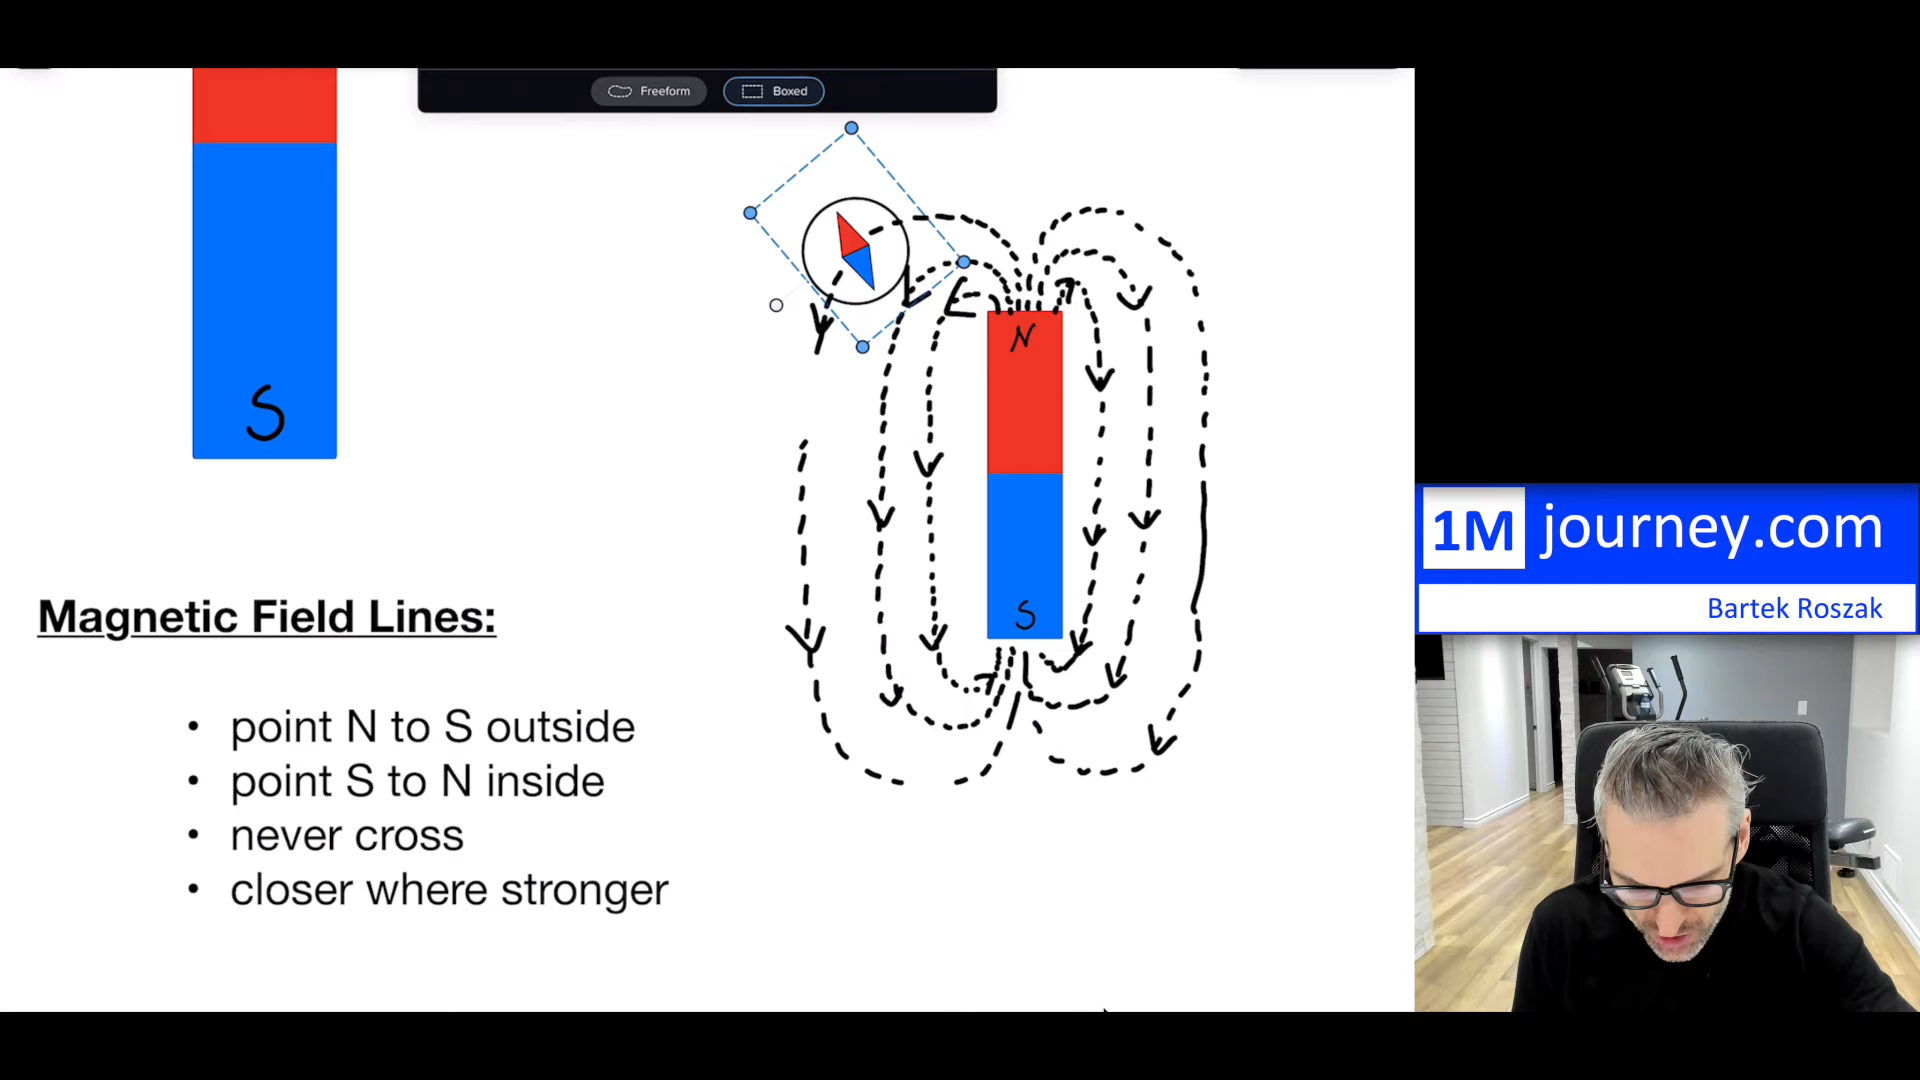 Freeform
Boxed
N
S
S
Magnetic Field Lines:
• point N to S outside
• point S to N inside
• never cross
• closer where stronger
1M journey.com
Bartek Roszak